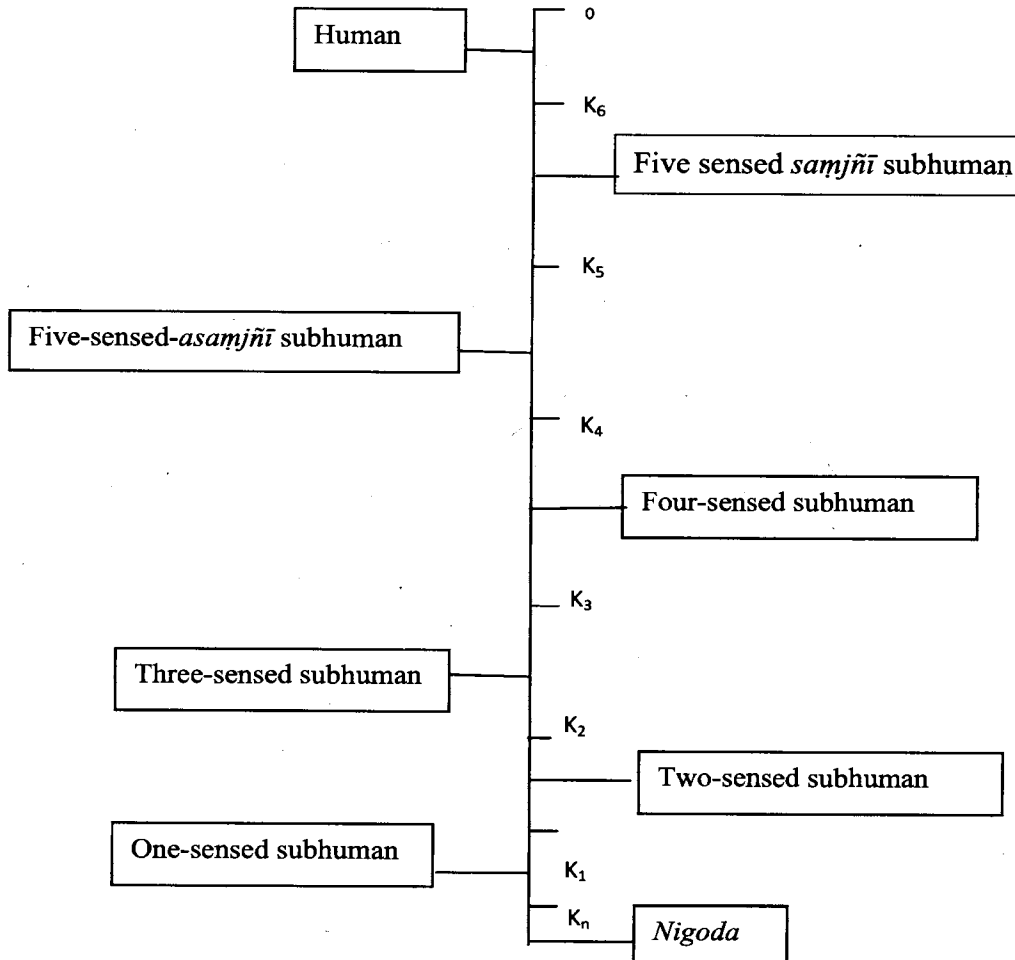 o
Human
K₆
Five sensed saṃjñī subhuman
K₅
Five-sensed-asaṃjñī subhuman
K₄
Four-sensed subhuman
K₃
Three-sensed subhuman
K₂
Two-sensed subhuman
One-sensed subhuman
K₁
Kₙ
Nigoda